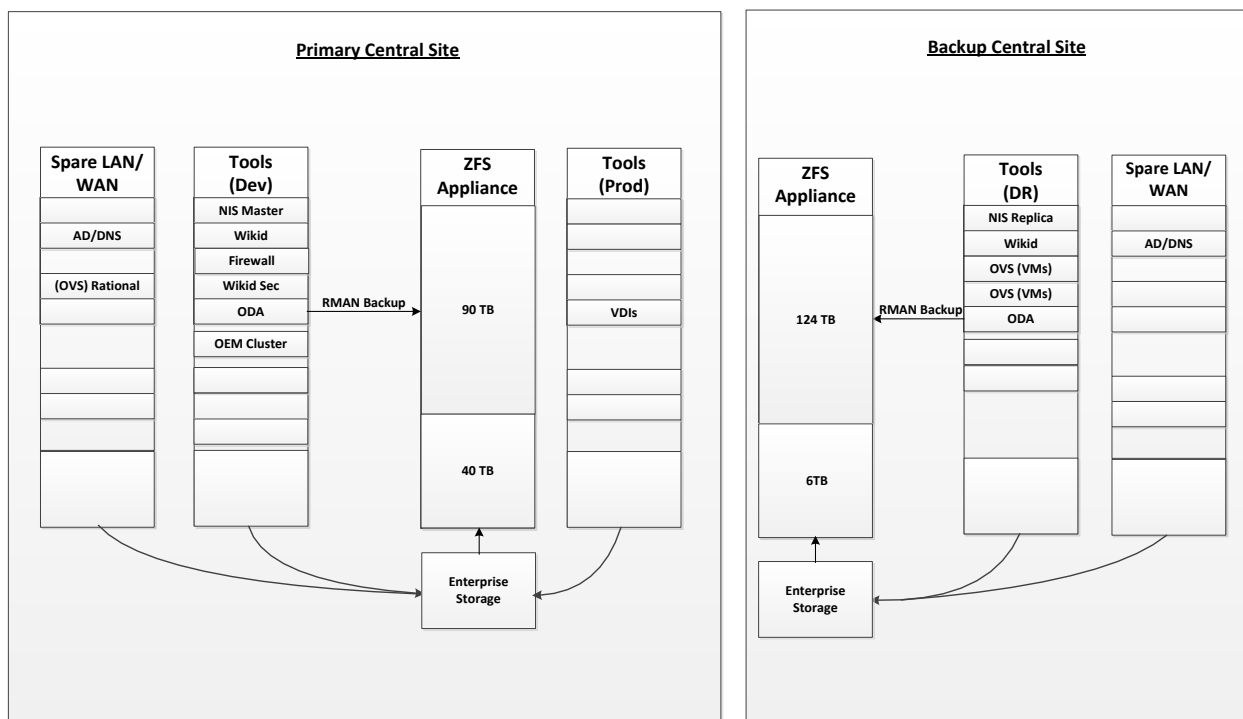 Primary Central Site
Spare LAN/
WAN
AD/DNS
(OVS) Rational
Tools
(Dev)
NIS Master
Wikid
Firewall
Wikid Sec
ODA
OEM Cluster
RMAN Backup
ZFS
Appliance
90 TB
40 TB
Tools
(Prod)
VDIs
Enterprise
Storage
Backup Central Site
ZFS
Appliance
124 TB
6TB
RMAN Backup
Tools
(DR)
NIS Replica
Wikid
OVS (VMs)
OVS (VMs)
ODA
Spare LAN/
WAN
AD/DNS
Enterprise
Storage